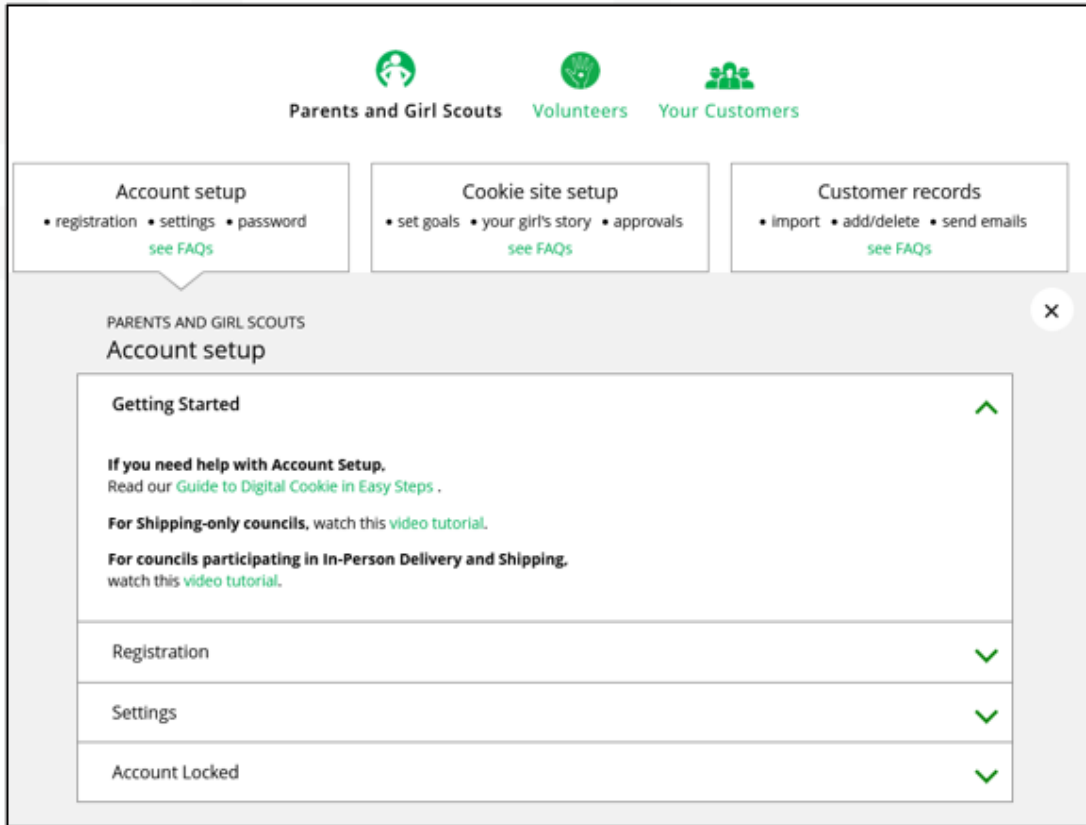 Parents and Girl Scouts Volunteers Your Customers
Account setup
• registration • settings • password
see FAQs
Cookie site setup
• set goals • your girl's story • approvals
see FAQs
Customer records
• import • add/delete • send emails
see FAQs
PARENTS AND GIRL SCOUTS
Account setup
Getting Started
If you need help with Account Setup,
Read our Guide to Digital Cookie in Easy Steps .
For Shipping-only councils, watch this video tutorial.
For councils participating in In-Person Delivery and Shipping,
watch this video tutorial.
Registration
Settings
Account Locked